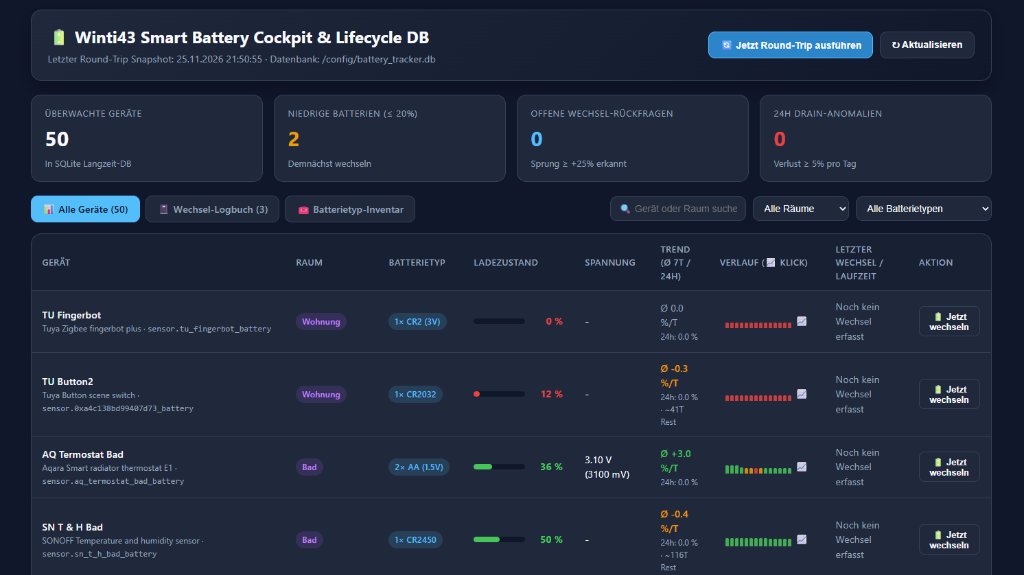 Winti43 Smart Battery Cockpit & Lifecycle DB
Letzter Round-Trip Snapshot: 25.11.2026 21:50:55 · Datenbank: /config/battery_tracker.db
Jetzt Round-Trip ausführen
↻ Aktualisieren
ÜBERWACHTE GERÄTE
50
In SQLite Langzeit-DB
NIEDRIGE BATTERIEN (≤ 20%)
2
Demnächst wechseln
OFFENE WECHSEL-RÜCKFRAGEN
0
Sprung ≥ +25% erkannt
24H DRAIN-ANOMALIEN
0
Verlust ≥ 5% pro Tag
Alle Geräte (50)
Wechsel-Logbuch (3)
Batterietyp-Inventar
Gerät oder Raum suche
Alle Räume
Alle Batterietypen
GERÄT
RAUM
BATTERIETYP
LADEZUSTAND
SPANNUNG
TREND
(Ø 7T /
24H)
VERLAUF (📈 KLICK)
LETZTER
WECHSEL /
LAUFZEIT
AKTION
TU Fingerbot
Tuya Zigbee fingerbot plus · sensor.tu_fingerbot_battery
Wohnung
1× CR2 (3V)
0 %
–
Ø 0.0
%/T
24h: 0.0 %
Noch kein
Wechsel
erfasst
Jetzt
wechseln
TU Button2
Tuya Button scene switch ·
sensor.0xa4c138bd99407d73_battery
Wohnung
1× CR2032
12 %
–
Ø -0.3
%/T
24h: 0.0 %
· ~41T
Rest
Noch kein
Wechsel
erfasst
Jetzt
wechseln
AQ Termostat Bad
Aqara Smart radiator thermostat E1 ·
sensor.aq_termostat_bad_battery
Bad
2× AA (1.5V)
36 %
3.10 V
(3100 mV)
Ø +3.0
%/T
24h: 0.0 %
Noch kein
Wechsel
erfasst
Jetzt
wechseln
SN T & H Bad
SONOFF Temperature and humidity sensor ·
sensor.sn_t_h_bad_battery
Bad
1× CR2450
50 %
–
Ø -0.4
%/T
24h: 0.0 %
· ~116T
Rest
Noch kein
Wechsel
erfasst
Jetzt
wechseln